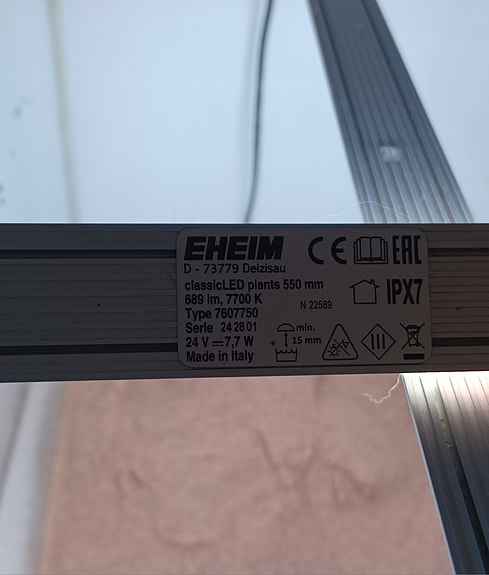 EHEIM CE EAC
D - 73779 Deizisau
classicLED plants 550 mm
689 lm, 7700 K IPX7
Type 7607750 N 22589
Serie 24 28 01
24 V ⎓ 7,7 W min. 15 mm III
Made in Italy